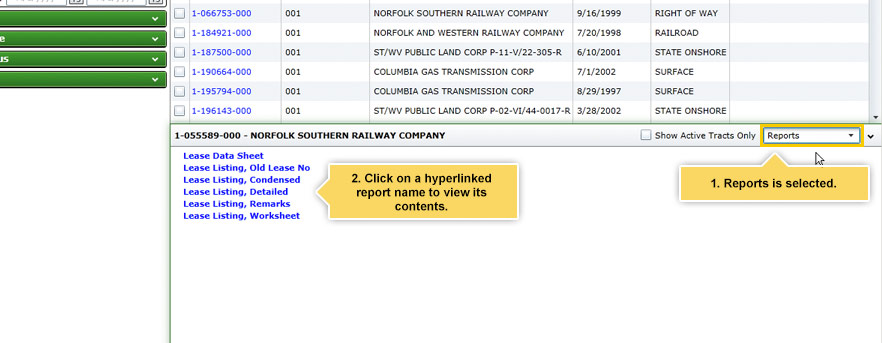 1-066753-000 001 NORFOLK SOUTHERN RAILWAY COMPANY 9/16/1999 RIGHT OF WAY
1-184921-000 001 NORFOLK AND WESTERN RAILWAY COMPANY 7/20/1998 RAILROAD
1-187500-000 001 ST/WV PUBLIC LAND CORP P-11-V/22-305-R 6/10/2001 STATE ONSHORE
1-190664-000 001 COLUMBIA GAS TRANSMISSION CORP 7/1/2002 SURFACE
1-195794-000 001 COLUMBIA GAS TRANSMISSION CORP 8/29/1997 SURFACE
1-196143-000 001 ST/WV PUBLIC LAND CORP P-02-VI/44-0017-R 3/28/2002 STATE ONSHORE
1-055589-000 - NORFOLK SOUTHERN RAILWAY COMPANY Show Active Tracts Only Reports
Lease Data Sheet
Lease Listing, Old Lease No
Lease Listing, Condensed
Lease Listing, Detailed
Lease Listing, Remarks
Lease Listing, Worksheet
2. Click on a hyperlinked
report name to view its
contents.
1. Reports is selected.